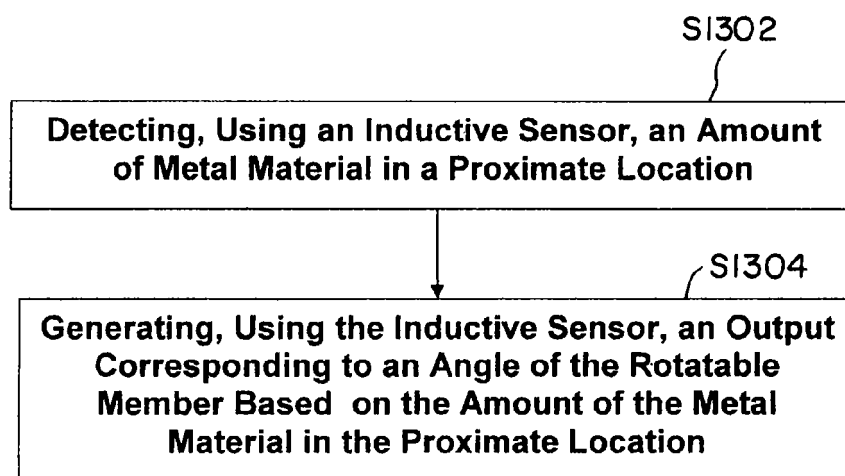 S1302
Detecting, Using an Inductive Sensor, an Amount
of Metal Material in a Proximate Location
S1304
Generating, Using the Inductive Sensor, an Output
Corresponding to an Angle of the Rotatable
Member Based on the Amount of the Metal
Material in the Proximate Location